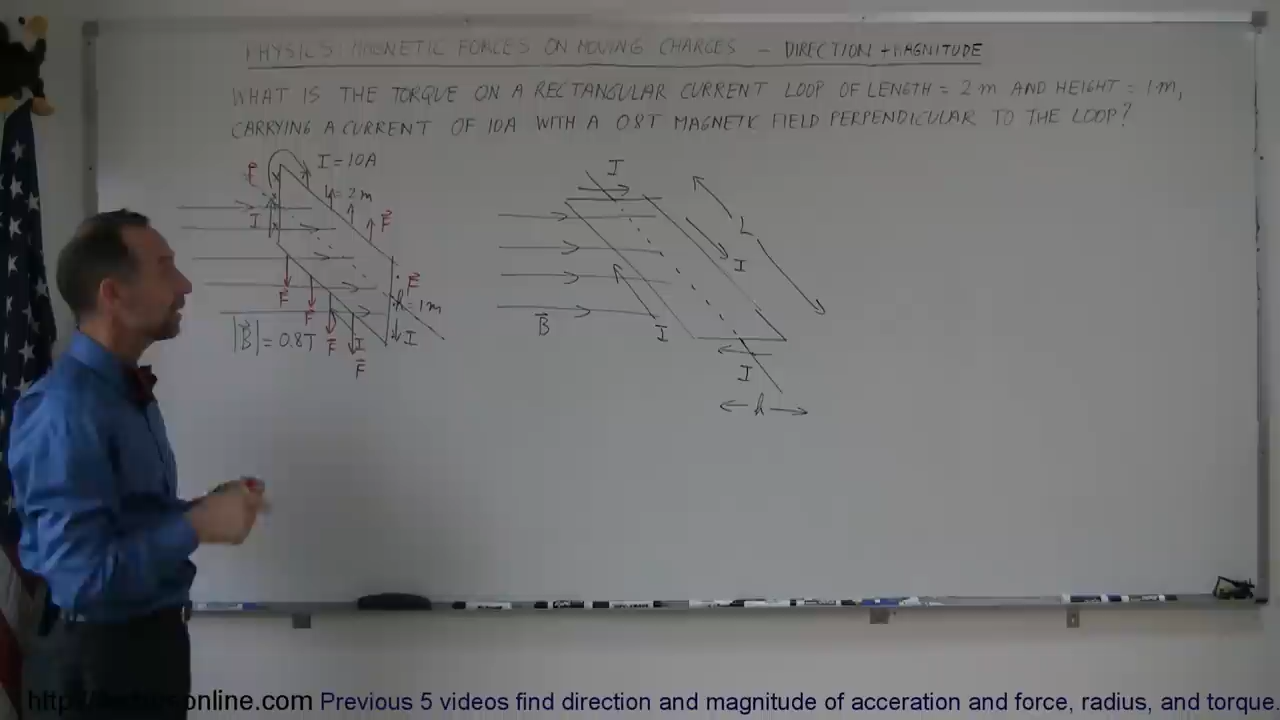 PHYSICS: MAGNETIC FORCES ON MOVING CHARGES – DIRECTION + MAGNITUDE
WHAT IS THE TORQUE ON A RECTANGULAR CURRENT LOOP OF LENGTH = 2m AND HEIGHT = 1m,
CARRYING A CURRENT OF 10A WITH A 0.8T MAGNETIC FIELD PERPENDICULAR TO THE LOOP?
I = 10A
L = 2m
F
I
F
F
h = 1m
F
F
F
I
F
I
|B| = 0.8T
I
L
I
I
B
I
h
online.com Previous 5 videos find direction and magnitude of acceration and force, radius, and torque.